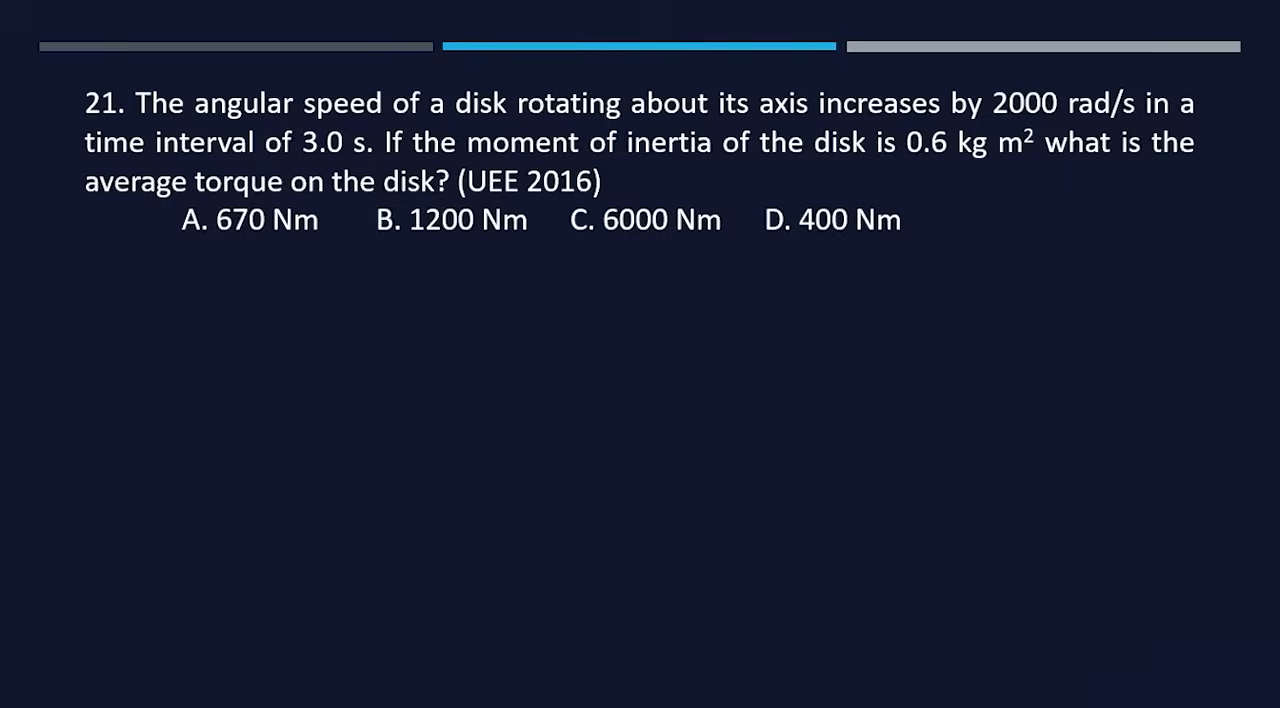 21. The angular speed of a disk rotating about its axis increases by 2000 rad/s in a
time interval of 3.0 s. If the moment of inertia of the disk is 0.6 kg m² what is the
average torque on the disk? (UEE 2016)
A. 670 Nm B. 1200 Nm C. 6000 Nm D. 400 Nm